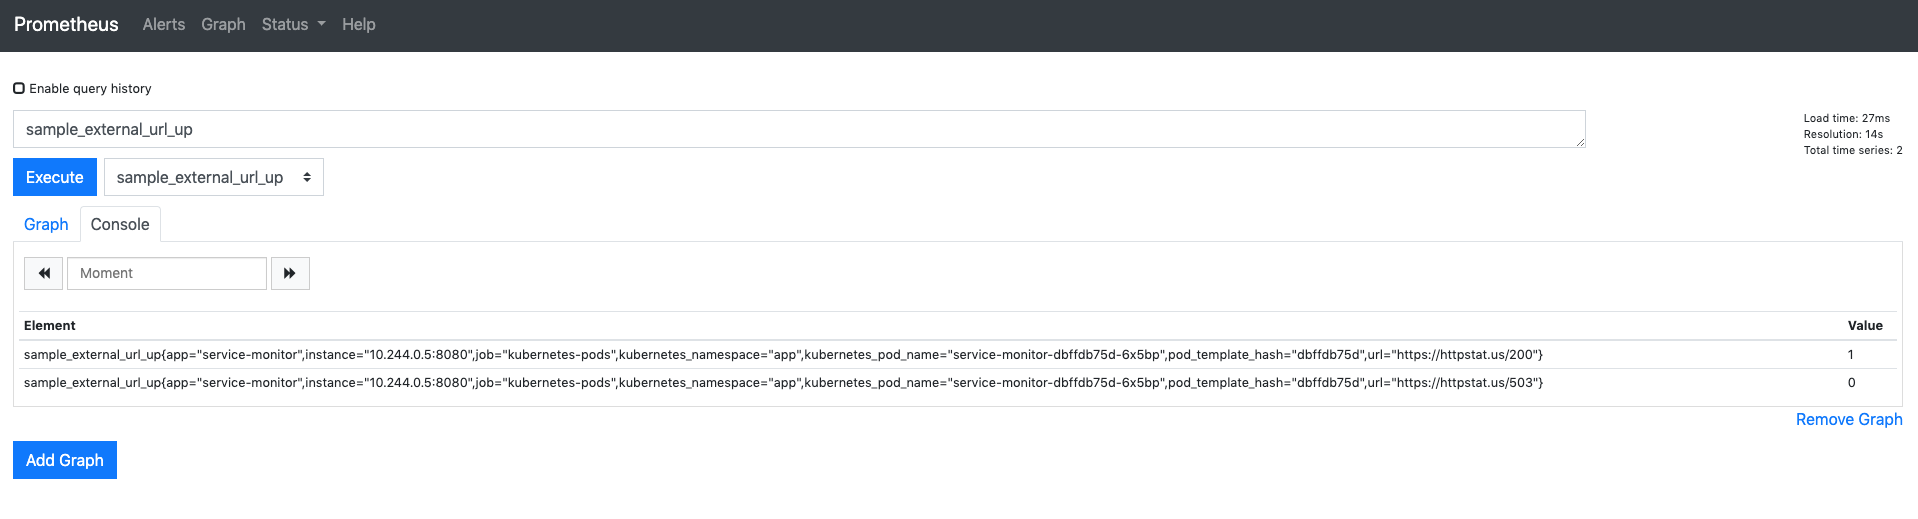 Prometheus Alerts Graph Status Help
Enable query history
sample_external_url_up
Load time: 27ms
Resolution: 14s
Total time series: 2
Execute sample_external_url_up
Graph Console
Moment
Element Value
sample_external_url_up{app="service-monitor",instance="10.244.0.5:8080",job="kubernetes-pods",kubernetes_namespace="app",kubernetes_pod_name="service-monitor-dbffdb75d-6x5bp",pod_template_hash="dbffdb75d",url="https://httpstat.us/200"} 1
sample_external_url_up{app="service-monitor",instance="10.244.0.5:8080",job="kubernetes-pods",kubernetes_namespace="app",kubernetes_pod_name="service-monitor-dbffdb75d-6x5bp",pod_template_hash="dbffdb75d",url="https://httpstat.us/503"} 0
Remove Graph
Add Graph